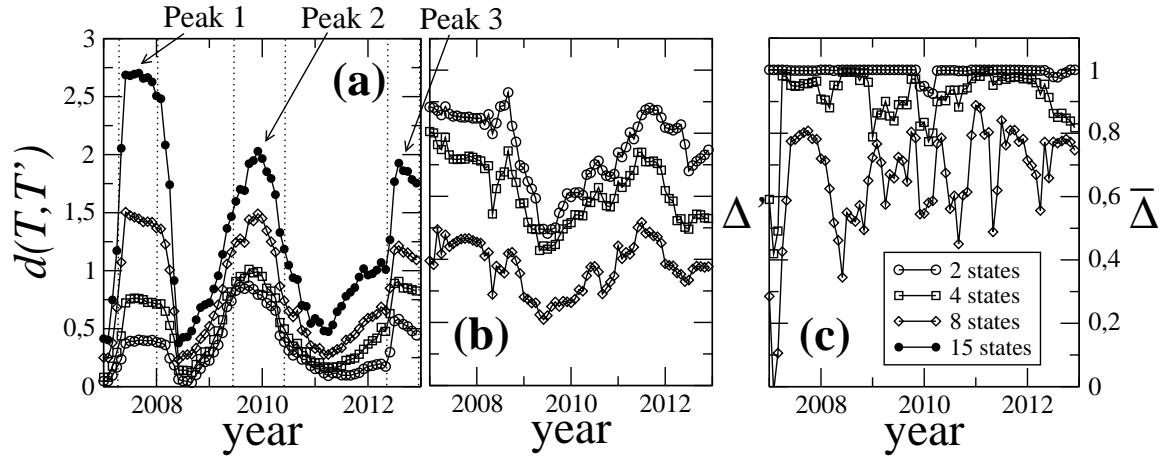 Peak 1
Peak 2
Peak 3
d(T,T')
3
2,5
2
1,5
1
0,5
0
(a)
2008 2010 2012
year
(b)
2008 2010 2012
year
Δ'
(c)
2 states
4 states
8 states
15 states
2008 2010 2012
year
1
0,8
0,6
0,4
0,2
0
Δ̅